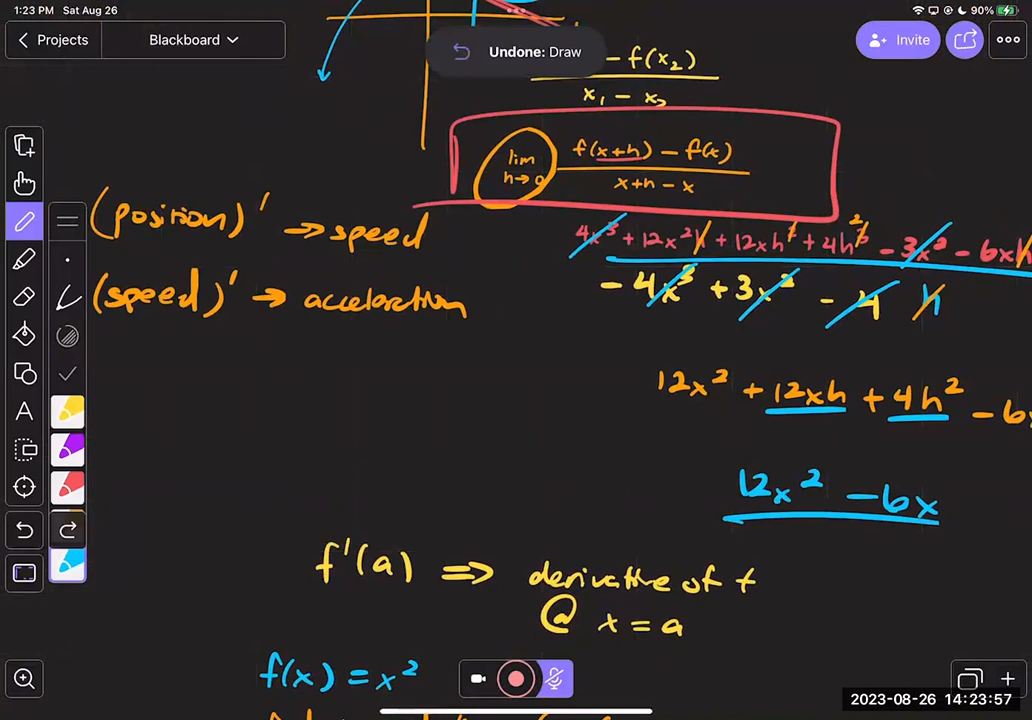 1:23 PM Sat Aug 26
90%
Projects
Blackboard
Undone: Draw
Invite
- f(x₂)
x₁ - x₂
lim h→0 f(x+h) - f(x)
x+h - x
(position)' → speed
4x³ + 12x²h + 12xh² + 4h³ - 3x² - 6xh
(speed)' → acceleration
- 4x³ + 3x² - 4 h
12x² + 12xh + 4h² - 6x
12x² - 6x
f'(a) ⇒ derivative of f
@ x = a
f(x) = x²
A
2023-08-26 14:23:57